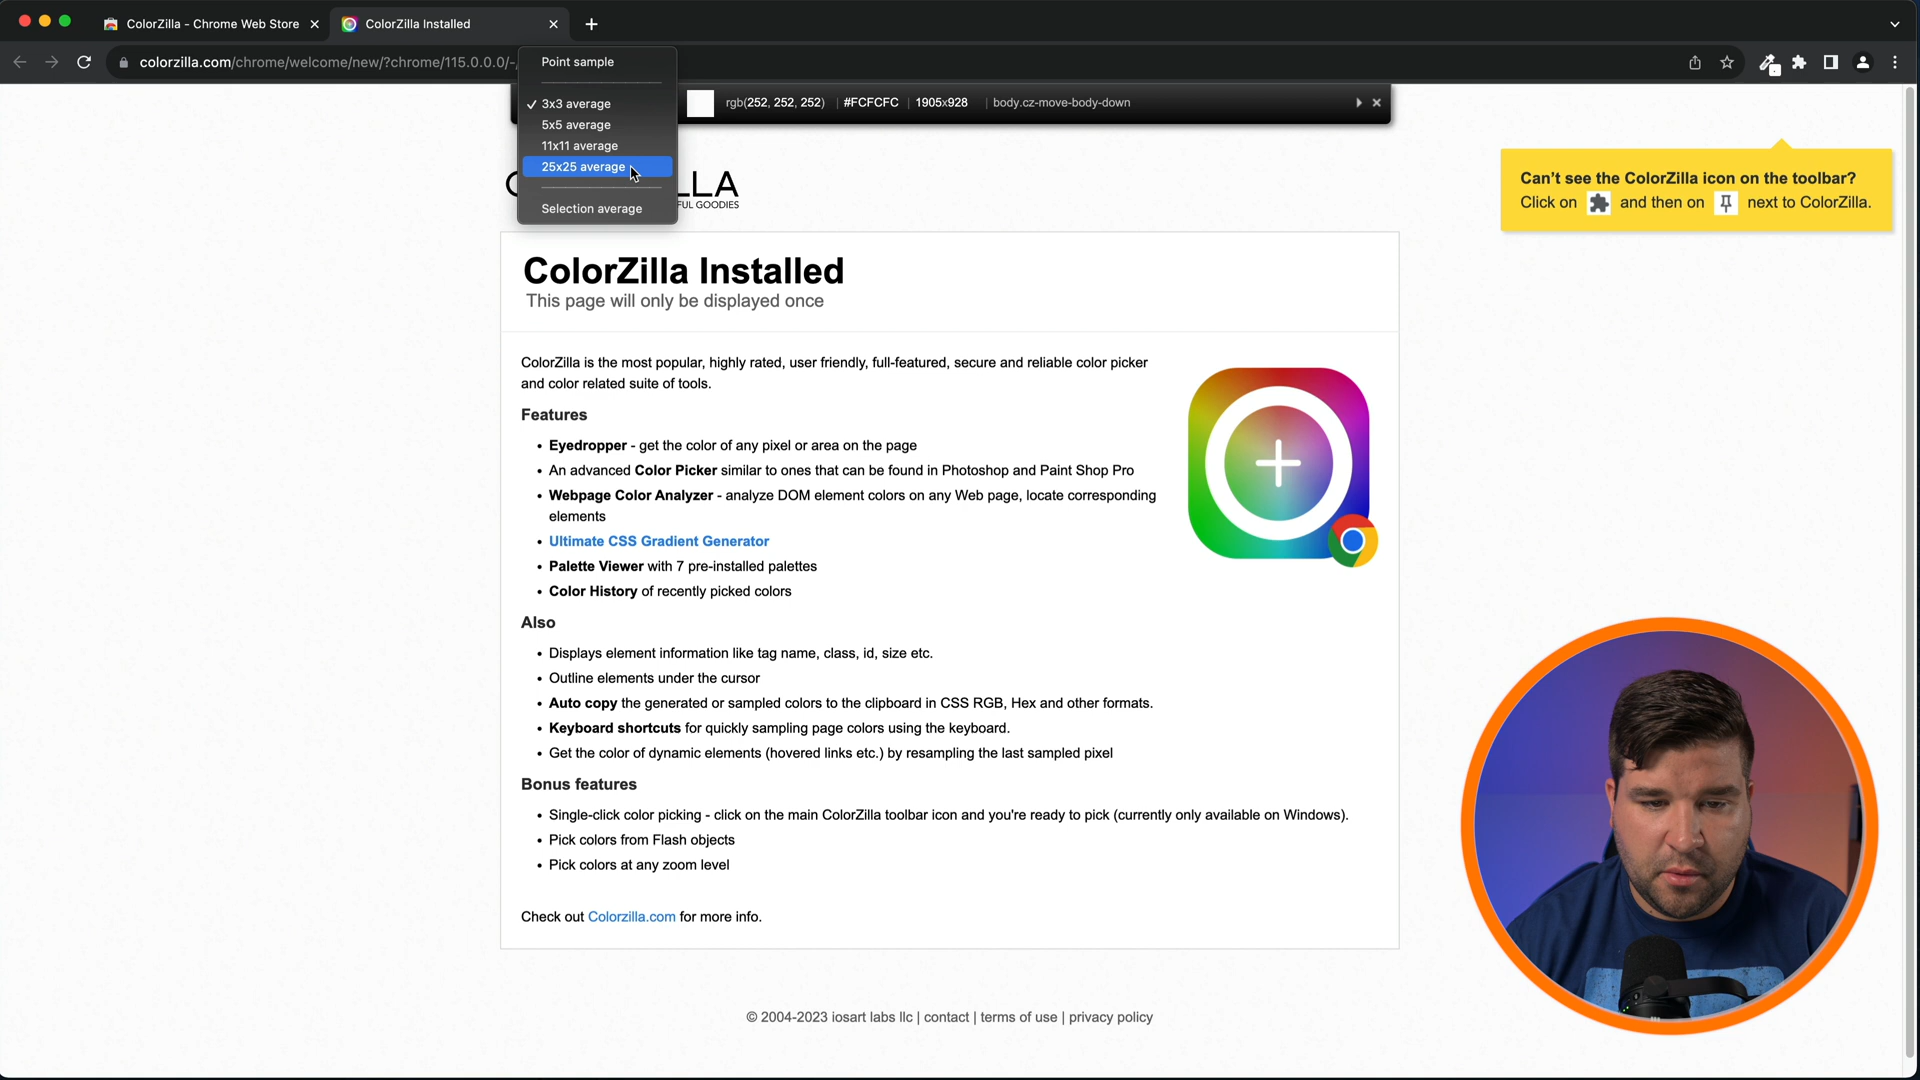 ColorZilla - Chrome Web Store
ColorZilla Installed
colorzilla.com/chrome/welcome/new/?chrome/115.0.0.0/-
Point sample
3x3 average
5x5 average
11x11 average
25x25 average
Selection average
rgb(252, 252, 252) | #FCFCFC | 1905x928 | body.cz-move-body-down
LLA
FUL GOODIES
Can't see the ColorZilla icon on the toolbar?
Click on and then on next to ColorZilla.
ColorZilla Installed
This page will only be displayed once
ColorZilla is the most popular, highly rated, user friendly, full-featured, secure and reliable color picker
and color related suite of tools.
Features
• Eyedropper - get the color of any pixel or area on the page
• An advanced Color Picker similar to ones that can be found in Photoshop and Paint Shop Pro
• Webpage Color Analyzer - analyze DOM element colors on any Web page, locate corresponding
elements
• Ultimate CSS Gradient Generator
• Palette Viewer with 7 pre-installed palettes
• Color History of recently picked colors
Also
• Displays element information like tag name, class, id, size etc.
• Outline elements under the cursor
• Auto copy the generated or sampled colors to the clipboard in CSS RGB, Hex and other formats.
• Keyboard shortcuts for quickly sampling page colors using the keyboard.
• Get the color of dynamic elements (hovered links etc.) by resampling the last sampled pixel
Bonus features
• Single-click color picking - click on the main ColorZilla toolbar icon and you're ready to pick (currently only available on Windows).
• Pick colors from Flash objects
• Pick colors at any zoom level
Check out Colorzilla.com for more info.
© 2004-2023 iosart labs llc | contact | terms of use | privacy policy